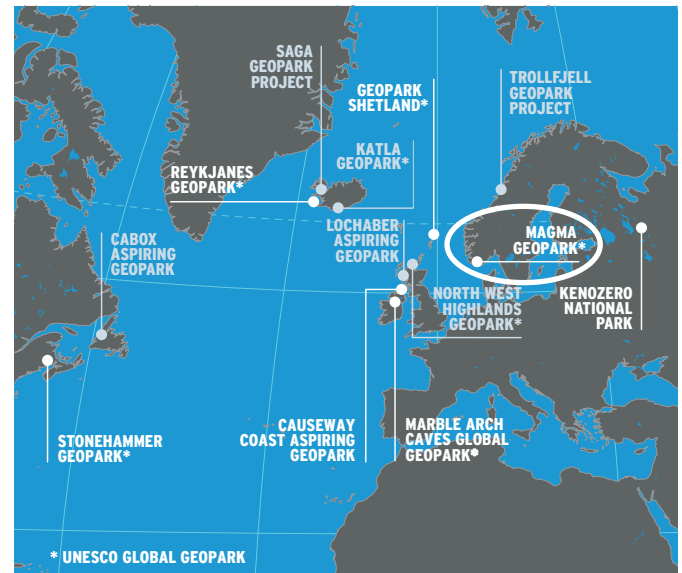 SAGA
GEOPARK
PROJECT
GEOPARK
SHETLAND*
TROLLFJELL
GEOPARK
PROJECT
KATLA
GEOPARK*
REYKJANES
GEOPARK*
LOCHABER
ASPIRING
GEOPARK
MAGMA
GEOPARK*
CABOX
ASPIRING
GEOPARK
NORTH WEST
HIGHLANDS
GEOPARK*
KENOZERO
NATIONAL
PARK
STONEHAMMER
GEOPARK*
CAUSEWAY
COAST ASPIRING
GEOPARK
MARBLE ARCH
CAVES GLOBAL
GEOPARK*
* UNESCO GLOBAL GEOPARK